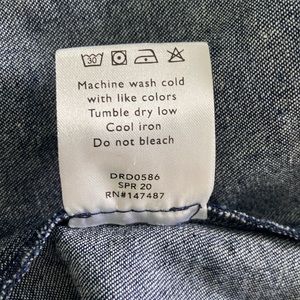 30
Machine wash cold
with like colors
Tumble dry low
Cool iron
Do not bleach
DRD0586
SPR 20
RN#147487